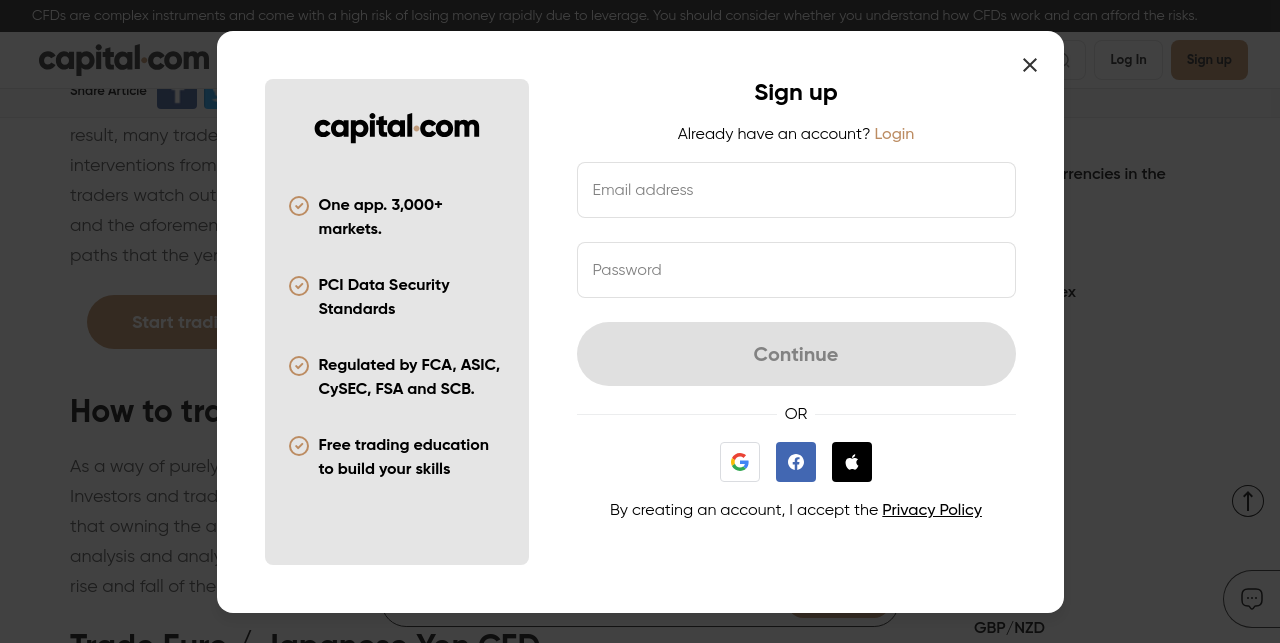 CFDs are complex instruments and come with a high risk of losing money rapidly due to leverage. You should consider whether you understand how CFDs work and can afford the risks.
capital.com
Log In
Sign up
Share Article
result, many trade
interventions from
traders watch out
and the aforemen
paths that the yer
Start tradi
How to tra
As a way of purely
Investors and trad
that owning the a
analysis and analy
rise and fall of the
Trade Euro / Japanese Yen CFD
rrencies in the
ex
GBP/NZD
capital.com
One app. 3,000+
markets.
PCI Data Security
Standards
Regulated by FCA, ASIC,
CySEC, FSA and SCB.
Free trading education
to build your skills
Sign up
Already have an account? Login
Email address
Password
Continue
OR
By creating an account, I accept the Privacy Policy